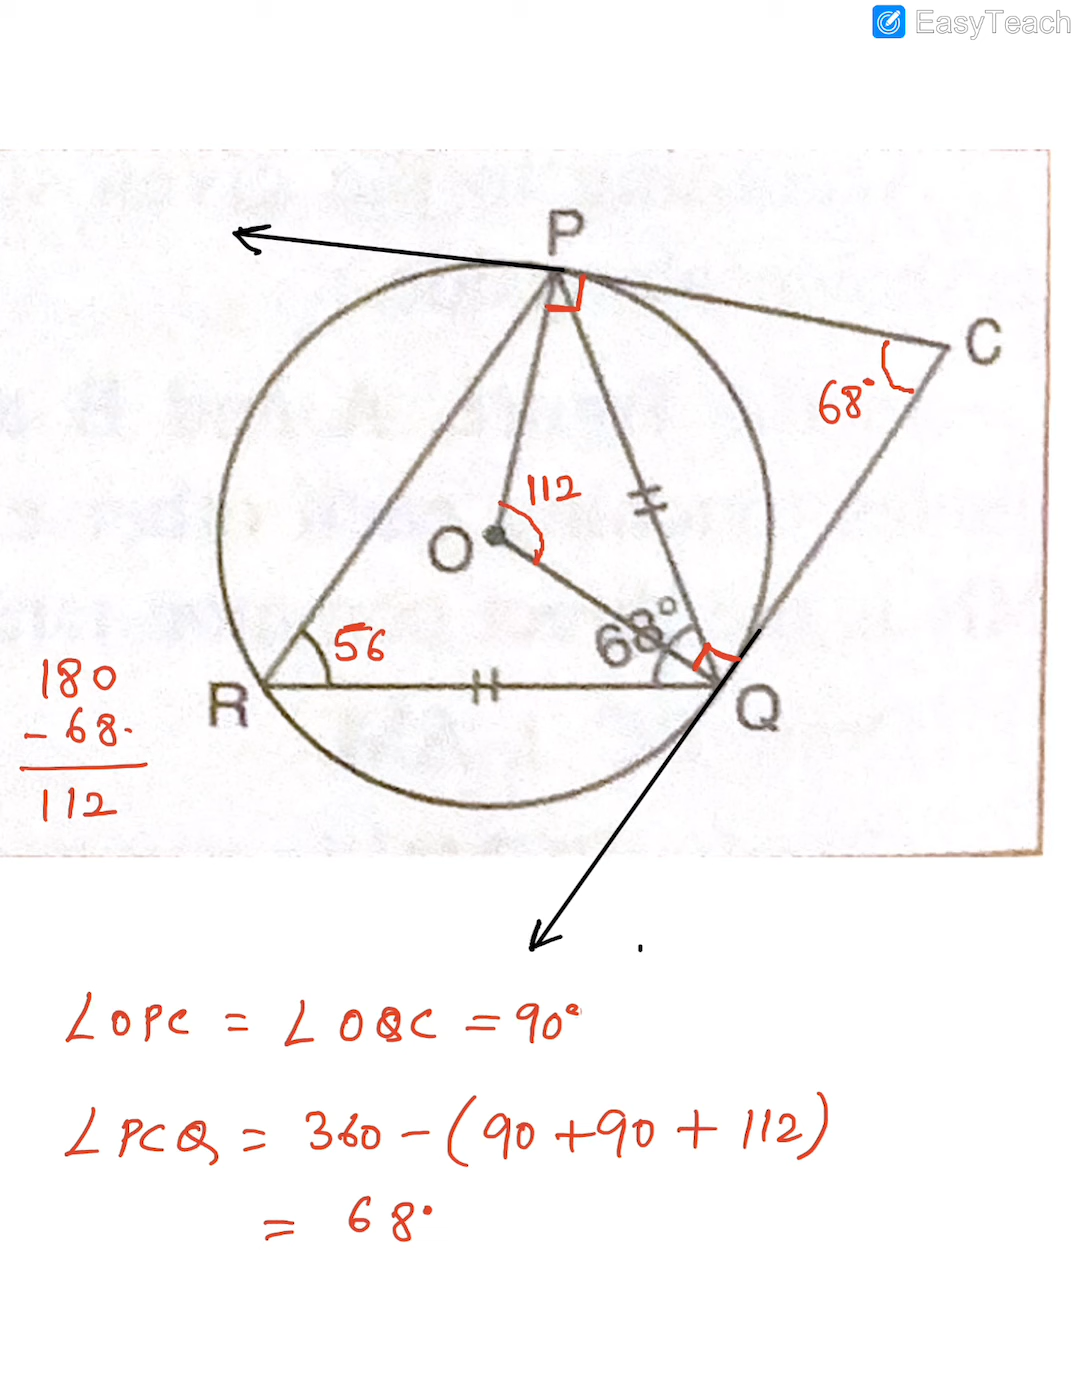 EasyTeach
P
C
68°
112
O
68°
56
R
Q
180
- 68.
112
∠OPC = ∠OQC = 90°
∠PCQ = 360 - (90 + 90 + 112)
= 68°